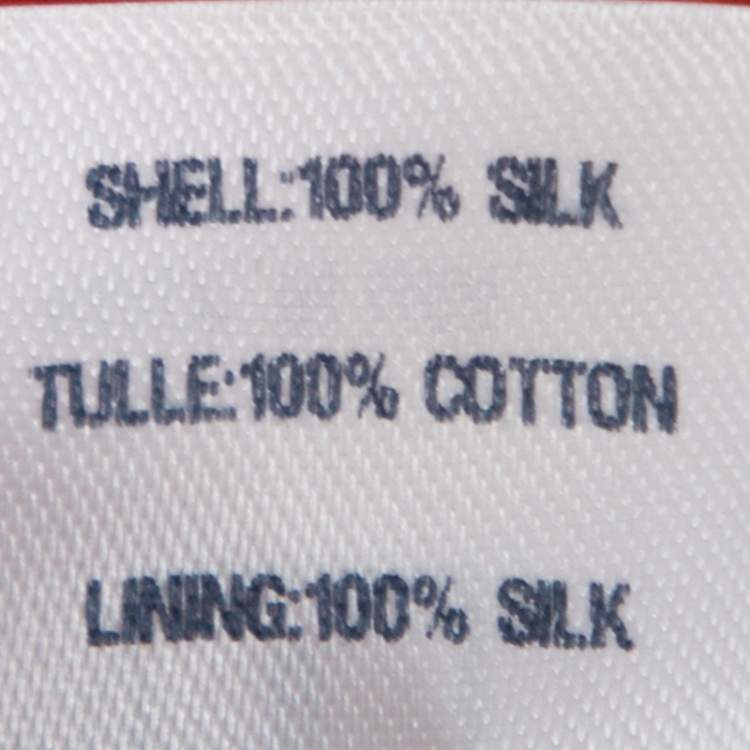 SHELL:100% SILK
TULLE:100% COTTON
LINING:100% SILK